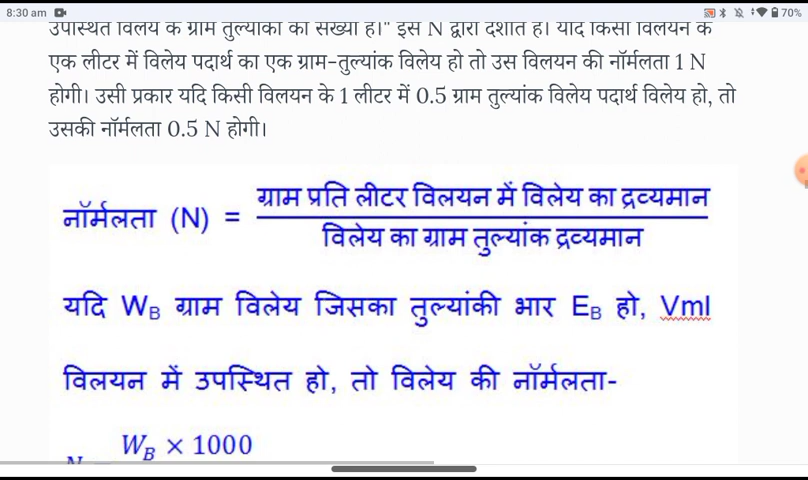 8:30 am 70%
उपस्थित विलेय के ग्राम तुल्यांकों की संख्या है।" इसे N द्वारा दर्शाते हैं। यदि किसी विलयन के
एक लीटर में विलेय पदार्थ का एक ग्राम-तुल्यांक विलेय हो तो उस विलयन की नॉर्मलता 1 N
होगी। उसी प्रकार यदि किसी विलयन के 1 लीटर में 0.5 ग्राम तुल्यांक विलेय पदार्थ विलेय हो, तो
उसकी नॉर्मलता 0.5 N होगी।
ग्राम प्रति लीटर विलयन में विलेय का द्रव्यमान
नॉर्मलता (N) =
विलेय का ग्राम तुल्यांक द्रव्यमान
यदि W_B ग्राम विलेय जिसका तुल्यांकी भार E_B हो, Vml
विलयन में उपस्थित हो, तो विलेय की नॉर्मलता-
W_B × 1000